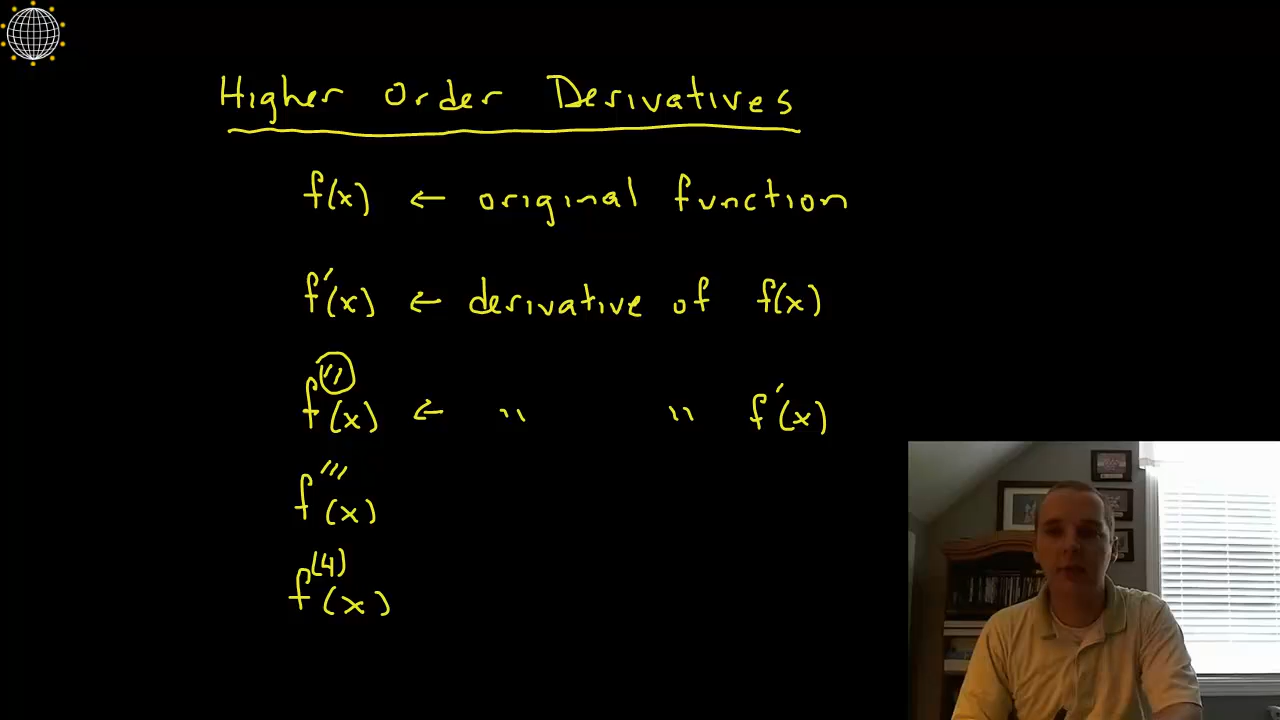 Higher Order Derivatives
f(x) ← original function
f'(x) ← derivative of f(x)
f''(x) ← " " f'(x)
f'''(x)
f⁽⁴⁾(x)